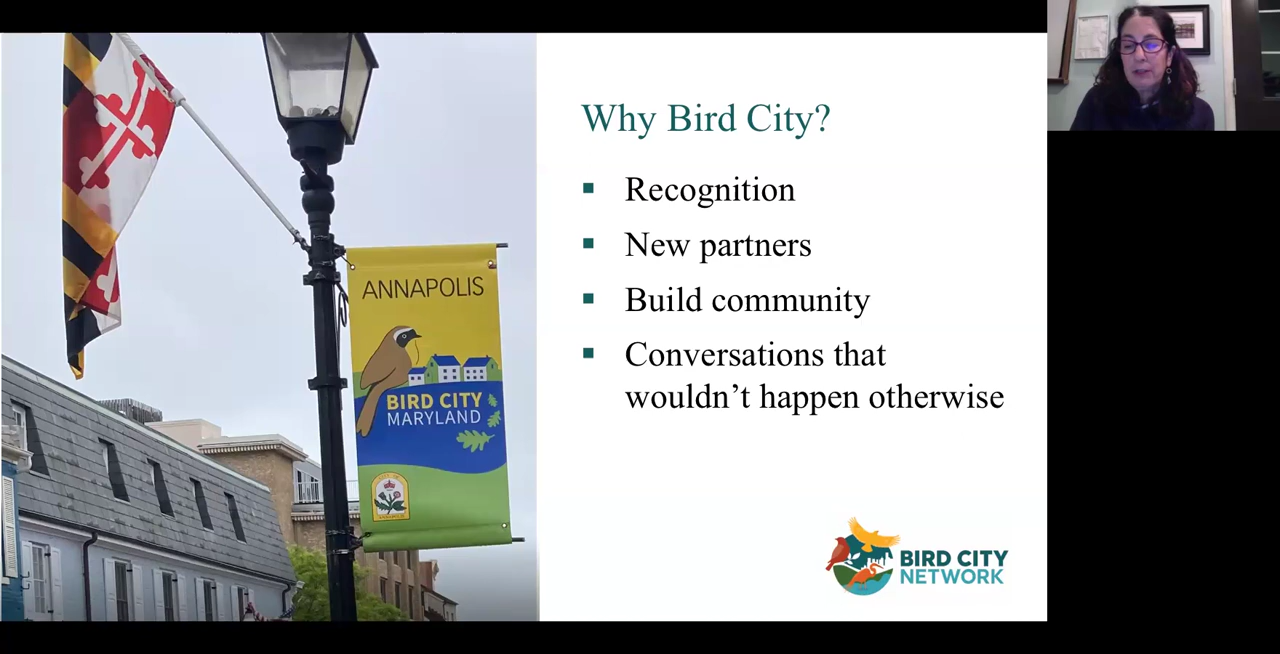 Why Bird City?
Recognition
New partners
Build community
Conversations that
wouldn’t happen otherwise
ANNAPOLIS
BIRD CITY
MARYLAND
BIRD CITY
NETWORK